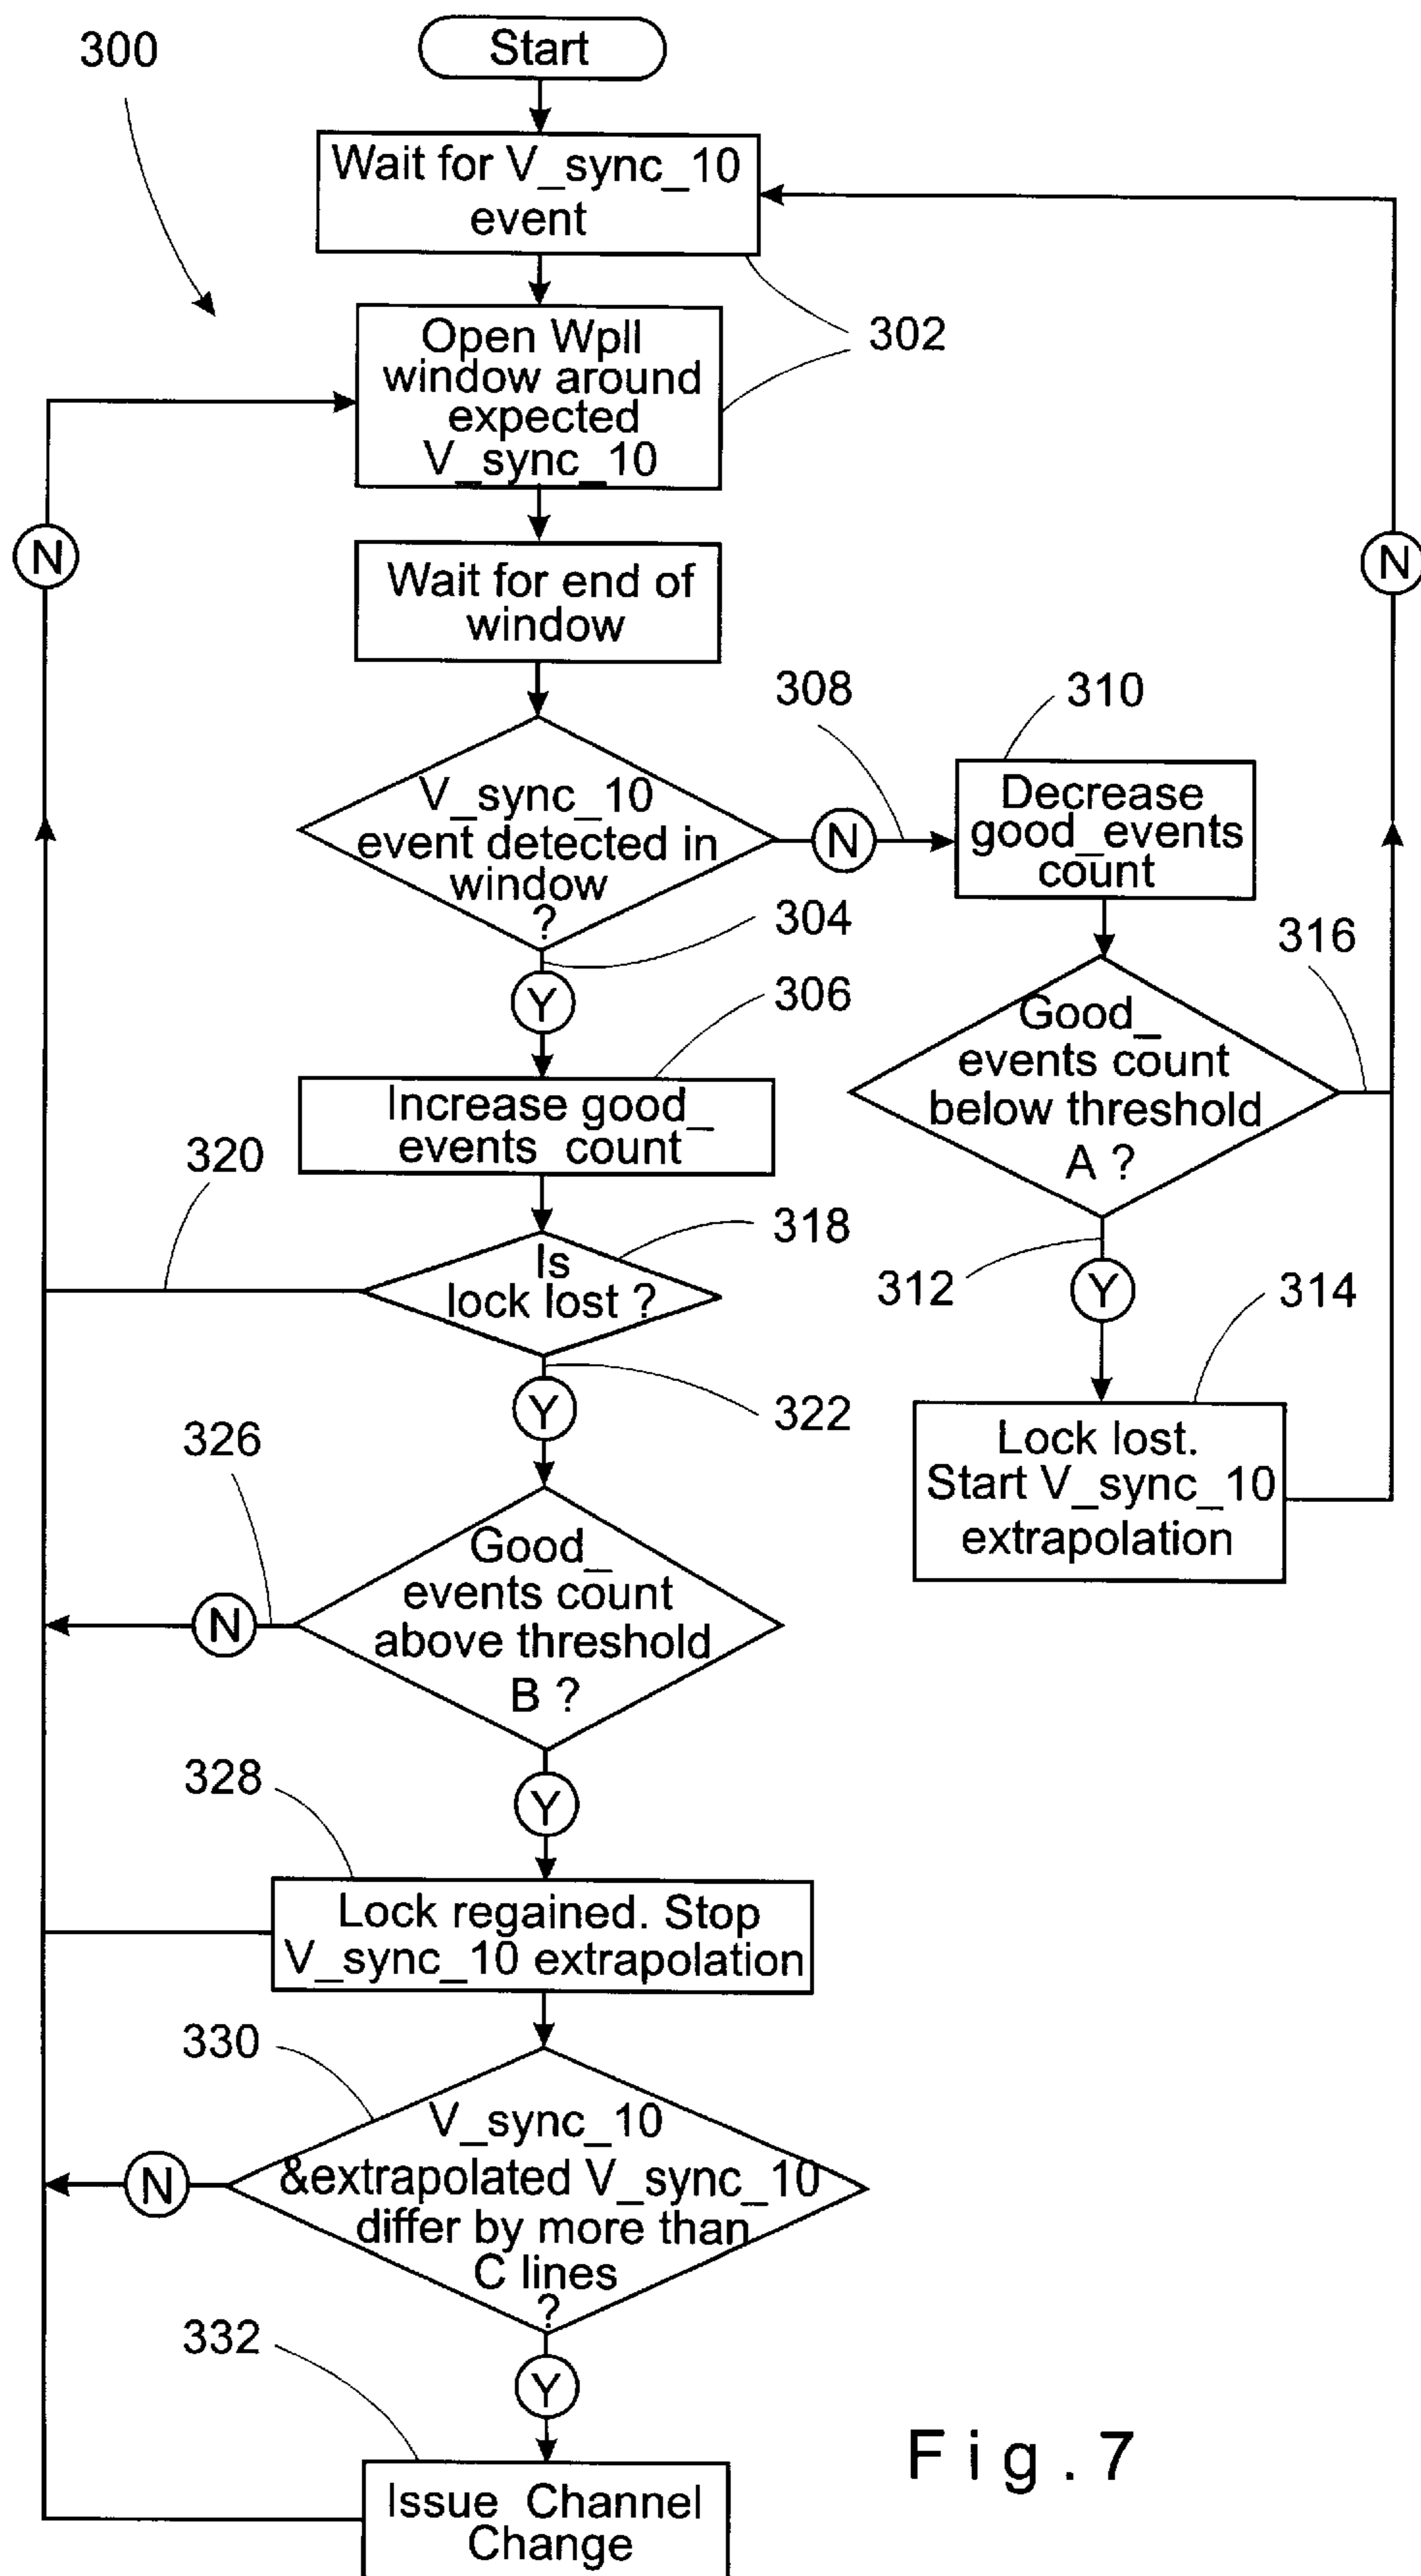 300
Start
Wait for V_sync_10
event
302
Open Wpll
window around
expected
V_sync_10
N
N
Wait for end of
window
308
310
V_sync_10
event detected in
window
?
N
Decrease
good_events
count
304
316
Y
306
Good_
events count
below threshold
A ?
Increase good_
events count
320
318
Is
lock lost ?
312
Y
314
322
Y
326
Lock lost.
Start V_sync_10
extrapolation
Good_
events count
above threshold
B ?
N
328
Y
Lock regained. Stop
V_sync_10 extrapolation
330
V_sync_10
&extrapolated V_sync_10
differ by more than
C lines
?
N
332
Y
Fig.7
Issue Channel
Change